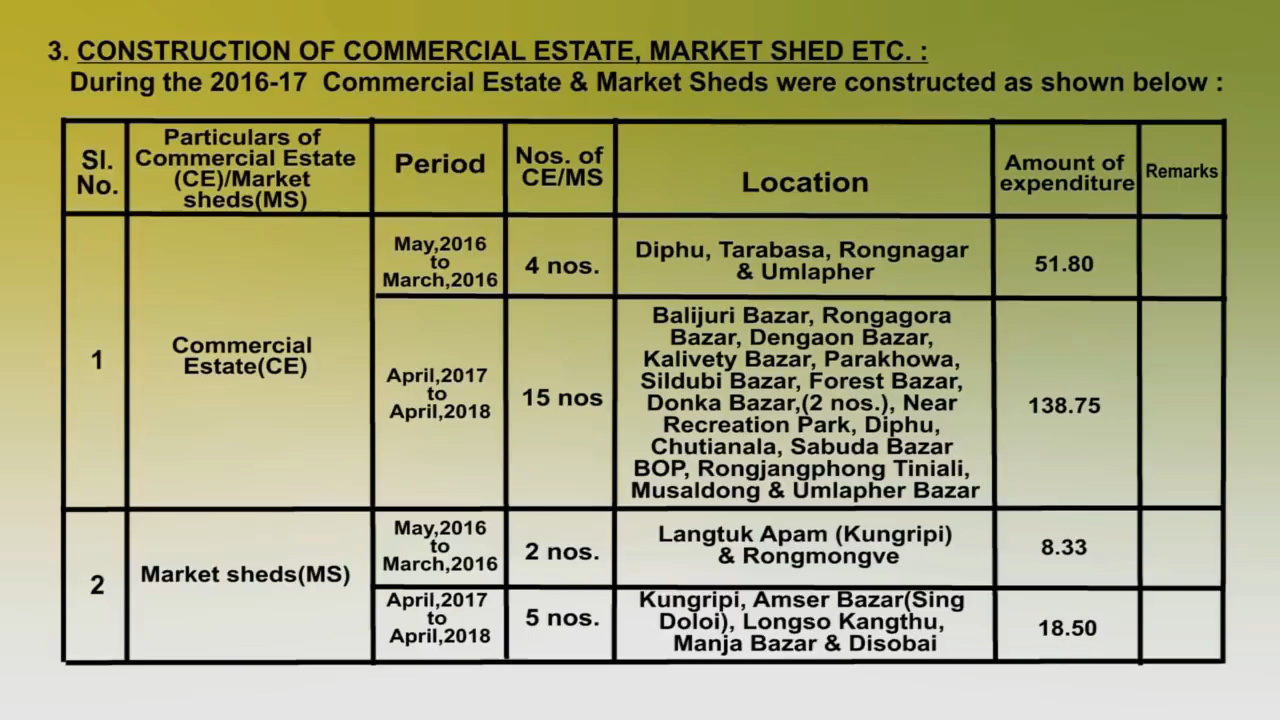 3. CONSTRUCTION OF COMMERCIAL ESTATE, MARKET SHED ETC. :
During the 2016-17 Commercial Estate & Market Sheds were constructed as shown below :
Sl.
No.
Particulars of
Commercial Estate
(CE)/Market
sheds(MS)
Period
Nos. of
CE/MS
Location
Amount of
expenditure
Remarks
1
Commercial
Estate(CE)
May,2016
to
March,2016
4 nos.
Diphu, Tarabasa, Rongnagar
& Umlapher
51.80
April,2017
to
April,2018
15 nos
Balijuri Bazar, Rongagora
Bazar, Dengaon Bazar,
Kalivety Bazar, Parakhowa,
Sildubi Bazar, Forest Bazar,
Donka Bazar,(2 nos.), Near
Recreation Park, Diphu,
Chutianala, Sabuda Bazar
BOP, Rongjangphong Tiniali,
Musaldong & Umlapher Bazar
138.75
2
Market sheds(MS)
May,2016
to
March,2016
2 nos.
Langtuk Apam (Kungripi)
& Rongmongve
8.33
April,2017
to
April,2018
5 nos.
Kungripi, Amser Bazar(Sing
Doloi), Longso Kangthu,
Manja Bazar & Disobai
18.50